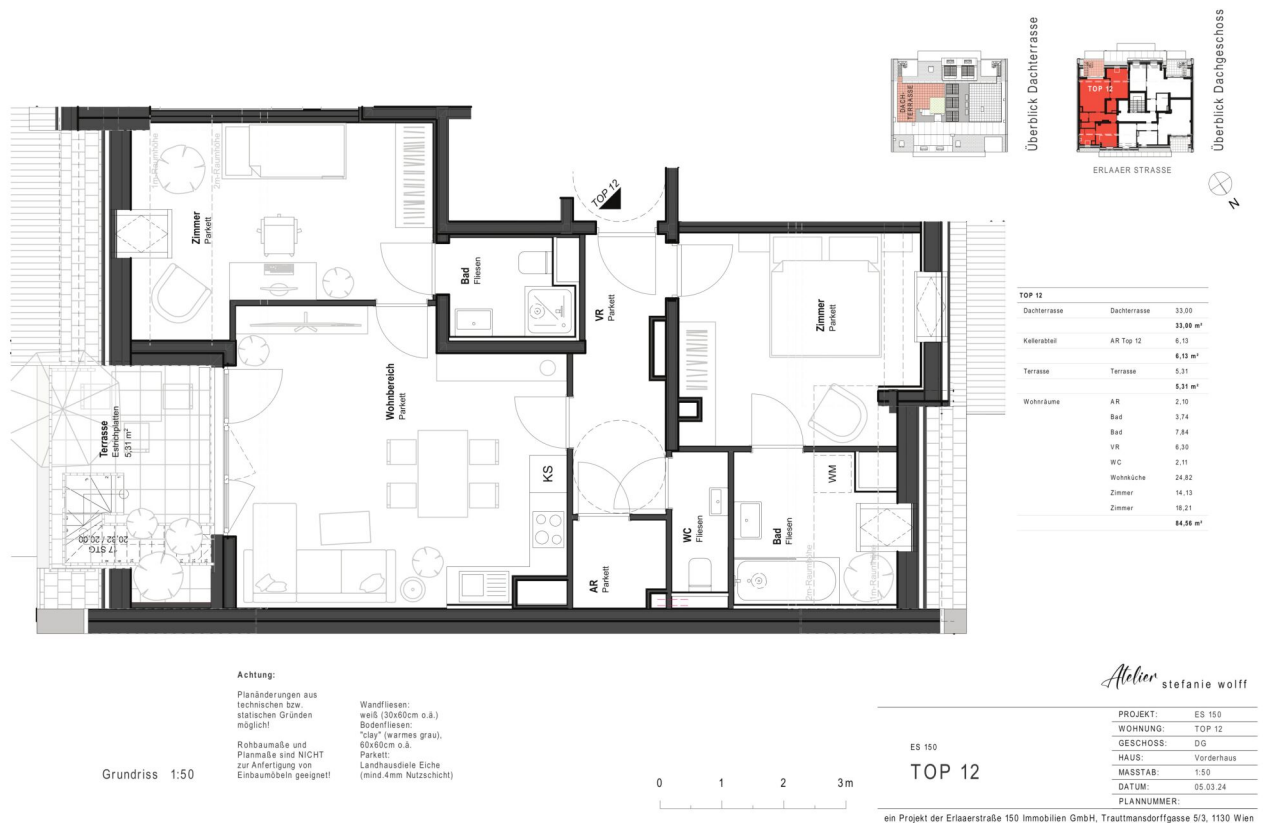 Überblick Dachterrasse
Überblick Dachgeschoss
DACH-
TERRASSE
TOP 12
ERLAAER STRASSE
N
TOP 12
1m-Raumhöhe
2m-Raumhöhe
Zimmer
Parkett
Bad
Fliesen
VR
Parkett
Zimmer
Parkett
Wohnbereich
Parkett
Terrasse
Estrichplatten
5,31 m²
17 STG
20,32 / 20,00
KS
AR
Parkett
WC
Fliesen
Bad
Fliesen
WM
2m-Raumhöhe
1m-Raumhöhe
TOP 12
Dachterrasse Dachterrasse 33,00
33,00 m²
Kellerabteil AR Top 12 6,13
6,13 m²
Terrasse Terrasse 5,31
5,31 m²
Wohnräume AR 2,10
Bad 3,74
Bad 7,84
VR 6,30
WC 2,11
Wohnküche 24,82
Zimmer 14,13
Zimmer 18,21
84,56 m²
Grundriss 1:50
Achtung:
Planänderungen aus
technischen bzw.
statischen Gründen
möglich!
Rohbaumaße und
Planmaße sind NICHT
zur Anfertigung von
Einbaumöbeln geeignet!
Wandfliesen:
weiß (30x60cm o.ä.)
Bodenfliesen:
"clay" (warmes grau),
60x60cm o.ä.
Parkett:
Landhausdiele Eiche
(mind.4mm Nutzschicht)
0 1 2 3 m
Atelier stefanie wolff
ES 150
TOP 12
PROJEKT: ES 150
WOHNUNG: TOP 12
GESCHOSS: DG
HAUS: Vorderhaus
MASSTAB: 1:50
DATUM: 05.03.24
PLANNUMMER:
ein Projekt der Erlaaerstraße 150 Immobilien GmbH, Trauttmansdorffgasse 5/3, 1130 Wien